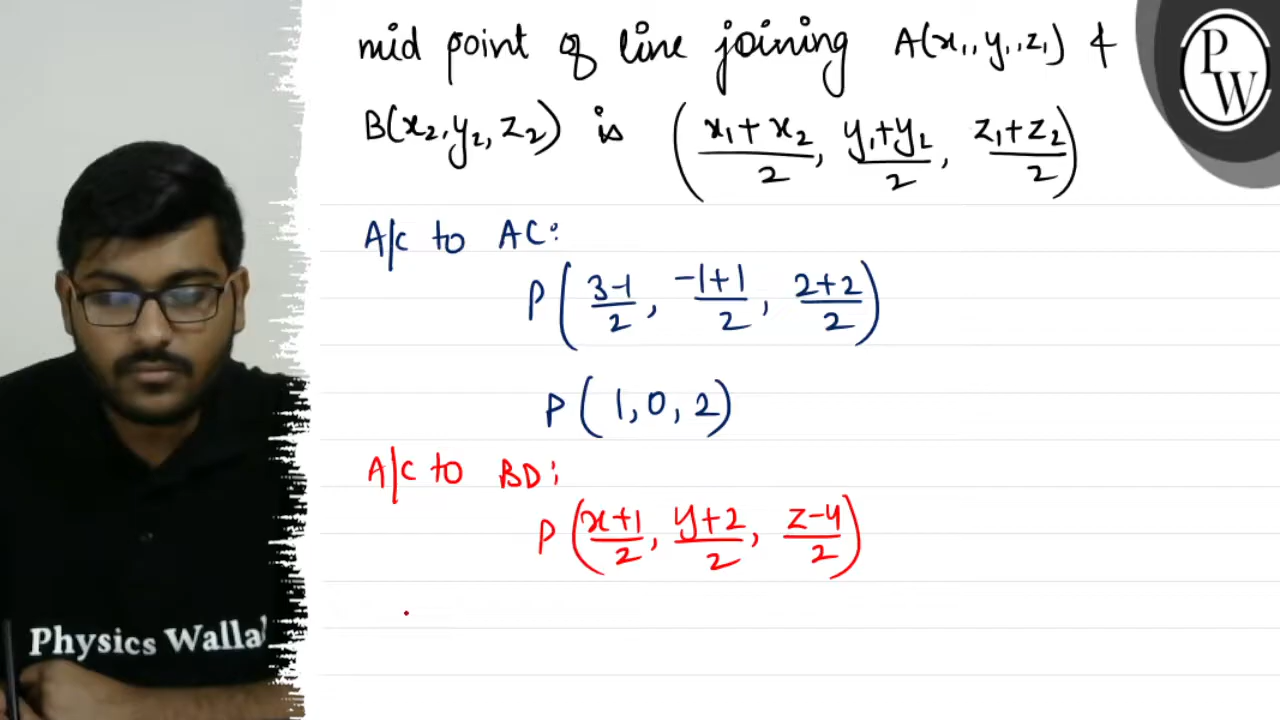 mid point of line joining A(x₁, y₁, z₁) &
B(x₂, y₂, z₂) is ( x₁+x₂/2, y₁+y₂/2, z₁+z₂/2 )
A/c to AC:
P( 3-1/2, -1+1/2, 2+2/2 )
P( 1, 0, 2 )
A/c to BD:
P( x+1/2, y+2/2, z-4/2 )
P
W
Physics Walla